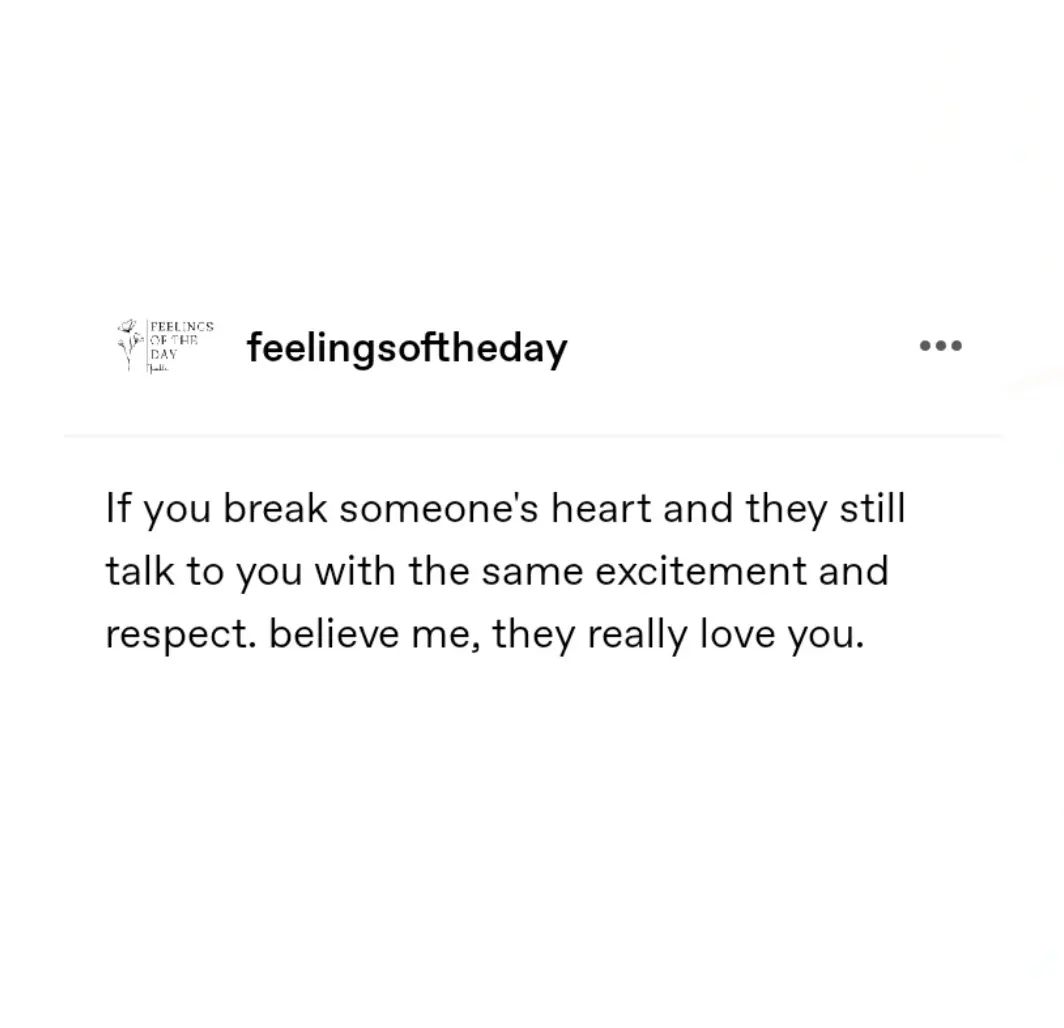 FEELINGS
OF THE
DAY
feelingsoftheday
If you break someone's heart and they still
talk to you with the same excitement and
respect. believe me, they really love you.